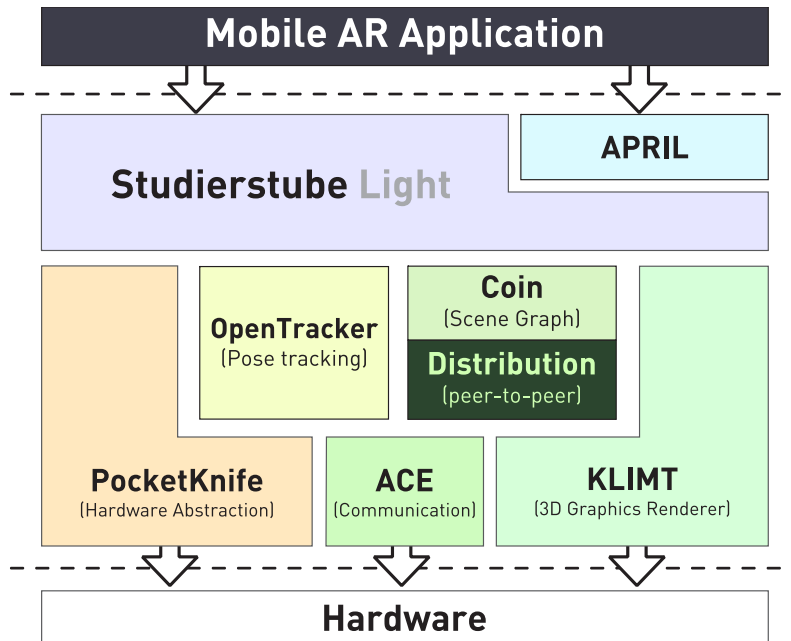 Mobile AR Application
APRIL
Studierstube Light
OpenTracker
(Pose tracking)
Coin
(Scene Graph)
Distribution
(peer-to-peer)
PocketKnife
(Hardware Abstraction)
ACE
(Communication)
KLIMT
(3D Graphics Renderer)
Hardware